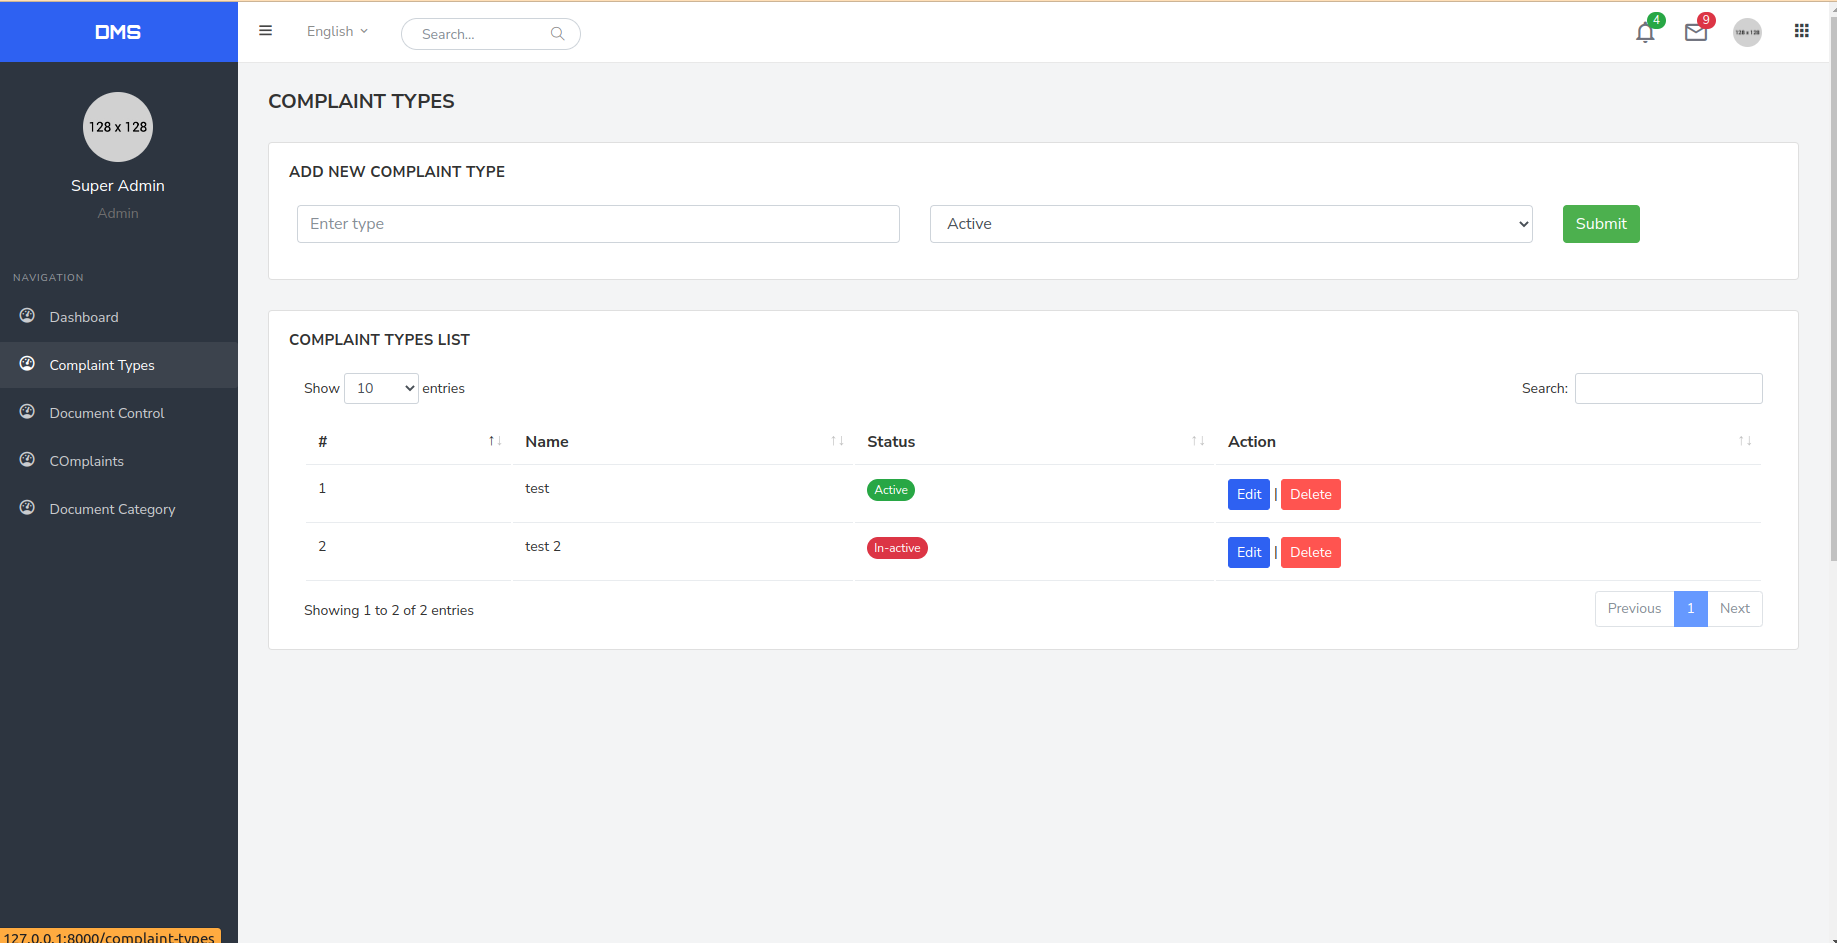 DMS
English
Search...
4
9
128 x 128
128 x 128
Super Admin
Admin
NAVIGATION
Dashboard
Complaint Types
Document Control
COmplaints
Document Category
COMPLAINT TYPES
ADD NEW COMPLAINT TYPE
Enter type
Active
Submit
COMPLAINT TYPES LIST
Show 10 entries
Search:
# Name Status Action
1 test Active Edit | Delete
2 test 2 In-active Edit | Delete
Showing 1 to 2 of 2 entries
Previous 1 Next
127.0.0.1:8000/complaint-types